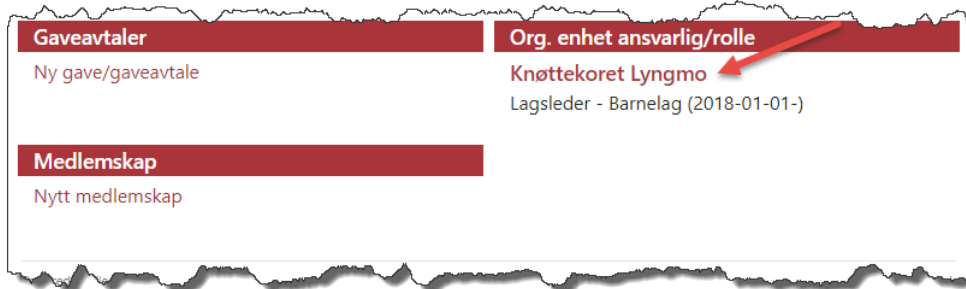 Gaveavtaler
Ny gave/gaveavtale
Medlemskap
Nytt medlemskap
Org. enhet ansvarlig/rolle
Knøttekoret Lyngmo
Lagsleder - Barnelag (2018-01-01-)